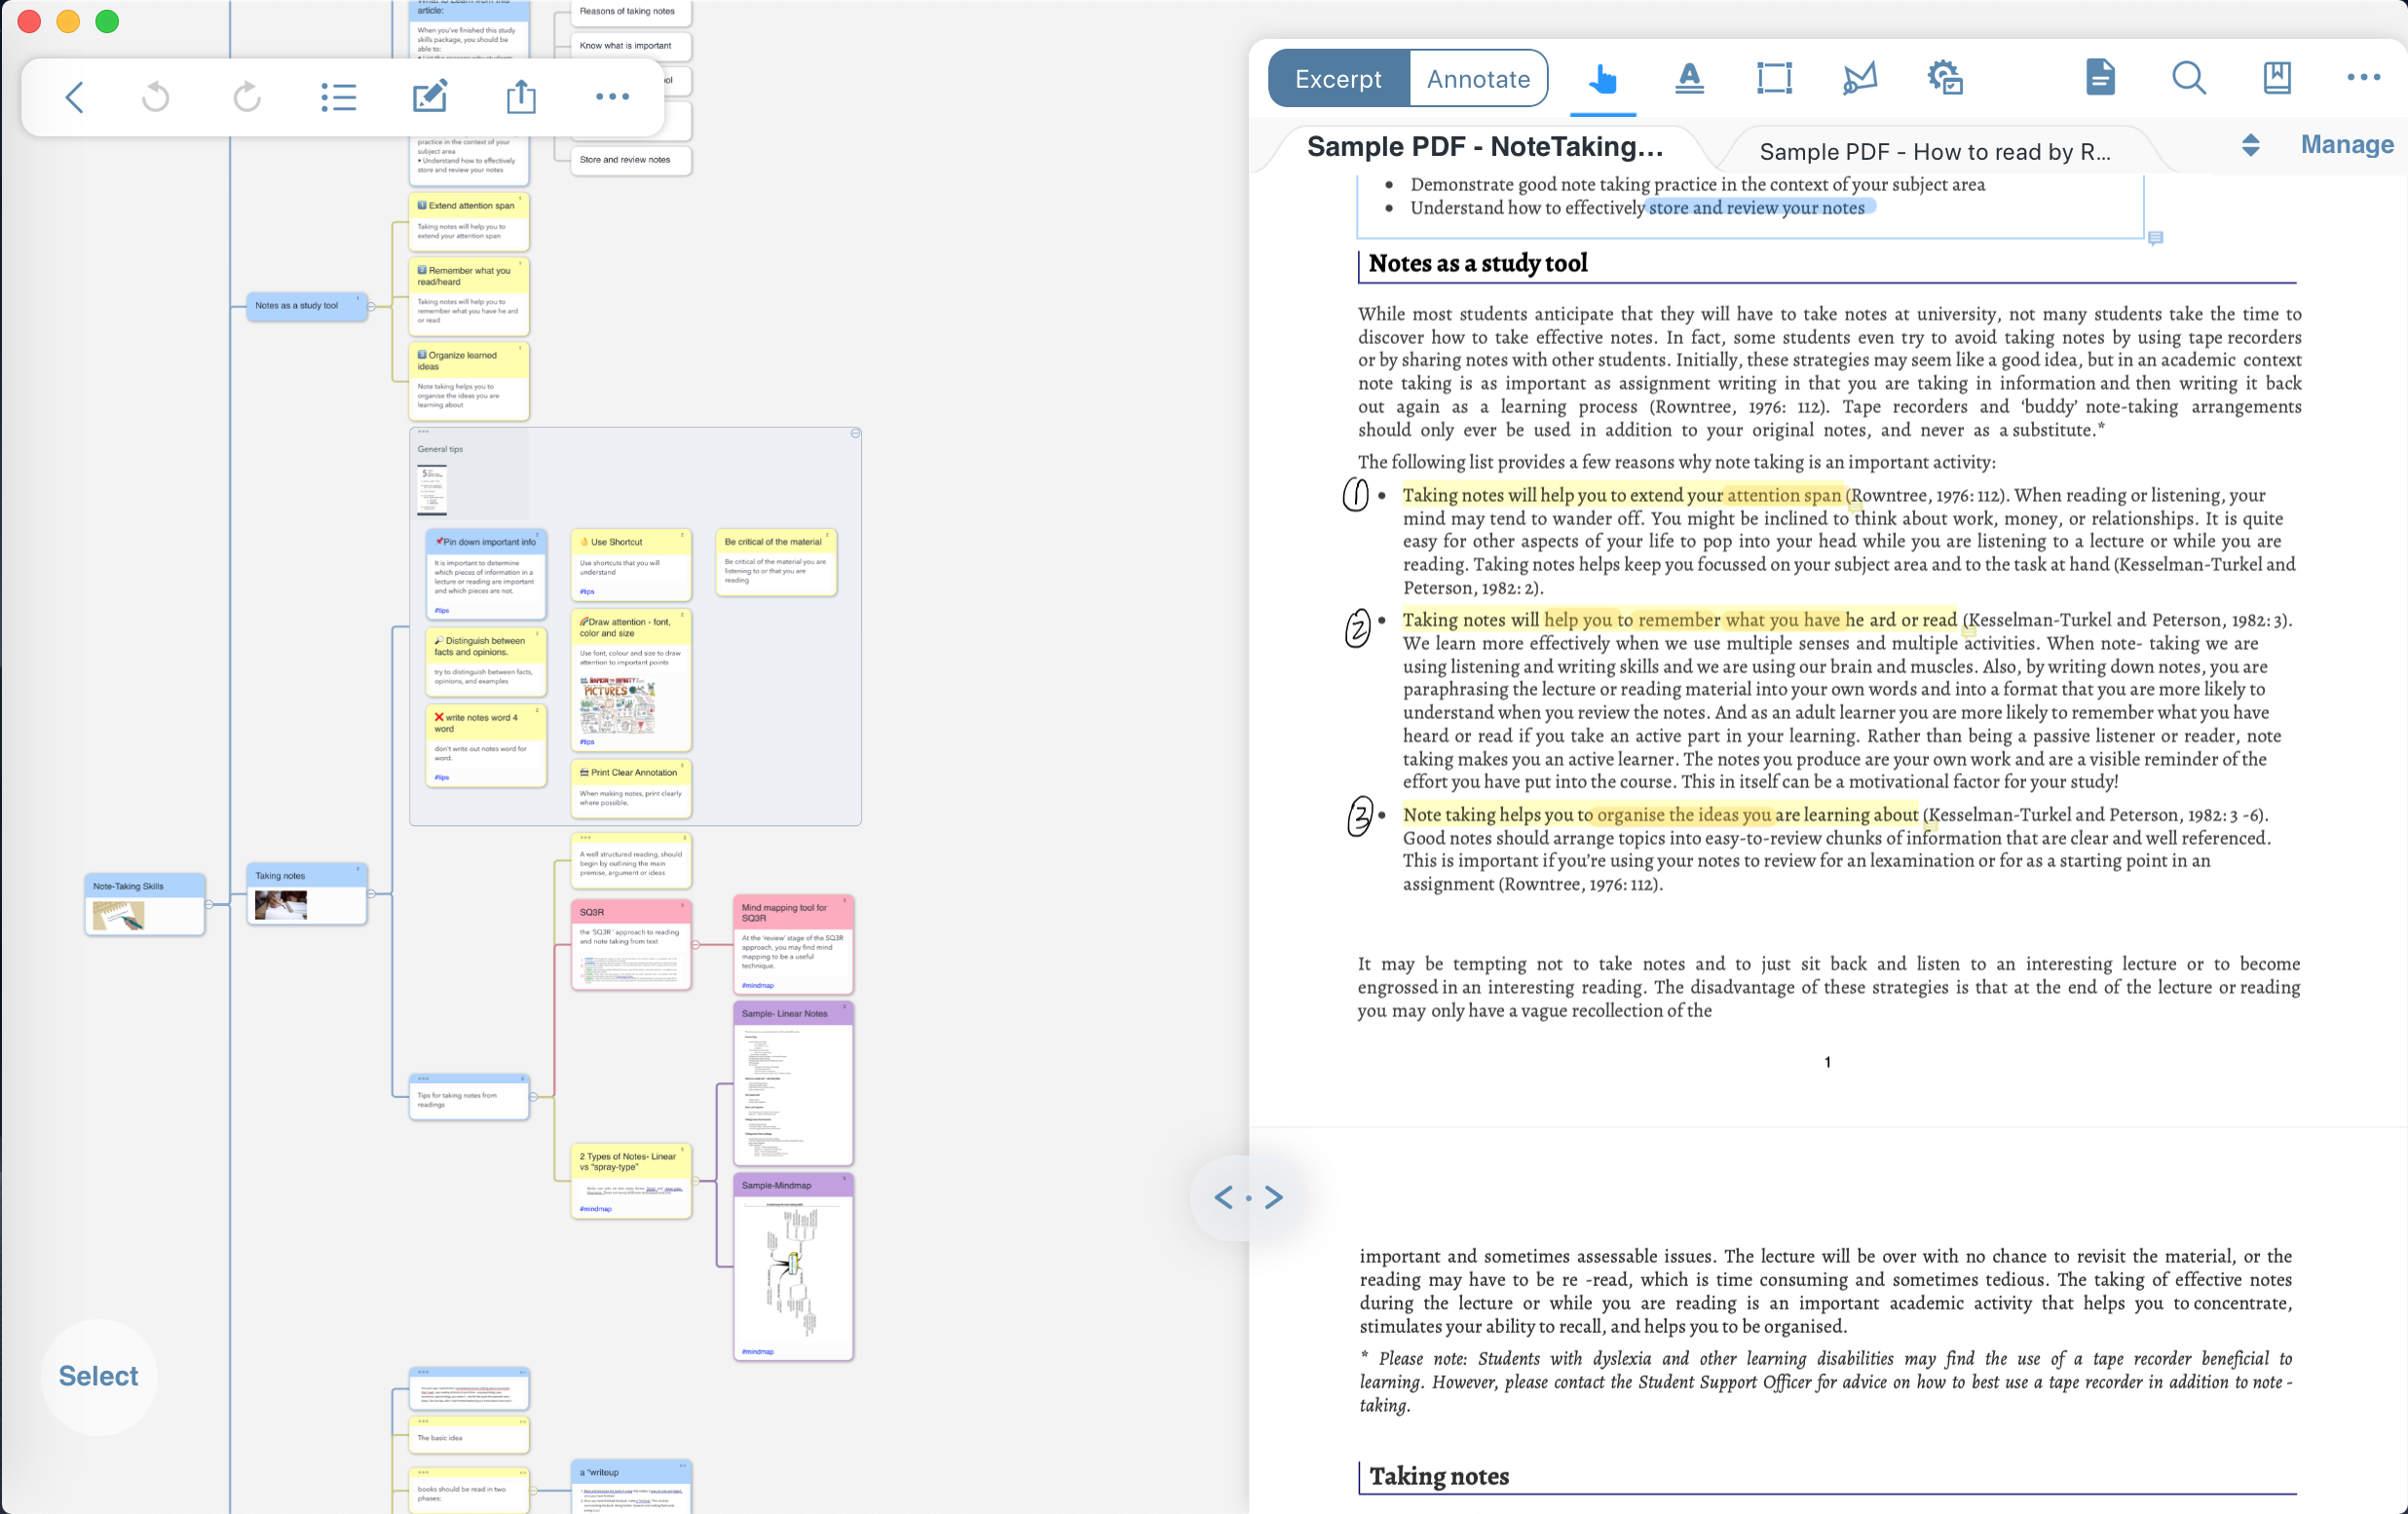 What to Learn from this
article:
When you've finished this study
skills package, you should be
able to:
practice in the context of your
subject area
• Understand how to effectively
store and review your notes
Reasons of taking notes
Know what is important
Store and review notes
Notes as a study tool
1 Extend attention span
Taking notes will help you to
extend your attention span
2 Remember what you
read/heard
Taking notes will help you to
remember what you have he ard
or read
3 Organize learned
ideas
Note taking helps you to
organise the ideas you are
learning about
General tips
📌Pin down important info
It is important to determine
which pieces of information in a
lecture or reading are important
and which pieces are not.
#tips
🔎 Distinguish between
facts and opinions.
try to distinguish between facts,
opinions, and examples
❌ write notes word 4
word
don't write out notes word for
word.
#tips
👌 Use Shortcut
Use shortcuts that you will
understand
#tips
🌈Draw attention - font,
color and size
Use font, colour and size to draw
attention to important points
PICTURES
#tips
Print Clear Annotation
When making notes, print clearly
where possible,
Be critical of the material
Be critical of the material you are
listening to or that you are
reading
Note-Taking Skills
Taking notes
A well structured reading, should
begin by outlining the main
premise, argument or ideas
SQ3R
the 'SQ3R ' approach to reading
and note taking from text
Mind mapping tool for
SQ3R
At the 'review' stage of the SQ3R
approach, you may find mind
mapping to be a useful
technique.
#mindmap
Sample- Linear Notes
Tips for taking notes from
readings
2 Types of Notes- Linear
vs "spray-type"
#mindmap
Sample-Mindmap
#mindmap
The basic idea
books should be read in two
phases:
a "writeup
Select
Excerpt
Annotate
Sample PDF - NoteTaking...
Sample PDF - How to read by R...
Manage
• Demonstrate good note taking practice in the context of your subject area
• Understand how to effectively store and review your notes
Notes as a study tool
While most students anticipate that they will have to take notes at university, not many students take the time to
discover how to take effective notes. In fact, some students even try to avoid taking notes by using tape recorders
or by sharing notes with other students. Initially, these strategies may seem like a good idea, but in an academic context
note taking is as important as assignment writing in that you are taking in information and then writing it back
out again as a learning process (Rowntree, 1976: 112). Tape recorders and ‘buddy’ note-taking arrangements
should only ever be used in addition to your original notes, and never as a substitute.*
The following list provides a few reasons why note taking is an important activity:
① • Taking notes will help you to extend your attention span (Rowntree, 1976: 112). When reading or listening, your
mind may tend to wander off. You might be inclined to think about work, money, or relationships. It is quite
easy for other aspects of your life to pop into your head while you are listening to a lecture or while you are
reading. Taking notes helps keep you focussed on your subject area and to the task at hand (Kesselman-Turkel and
Peterson, 1982: 2).
② • Taking notes will help you to remember what you have he ard or read (Kesselman-Turkel and Peterson, 1982: 3).
We learn more effectively when we use multiple senses and multiple activities. When note- taking we are
using listening and writing skills and we are using our brain and muscles. Also, by writing down notes, you are
paraphrasing the lecture or reading material into your own words and into a format that you are more likely to
understand when you review the notes. And as an adult learner you are more likely to remember what you have
heard or read if you take an active part in your learning. Rather than being a passive listener or reader, note
taking makes you an active learner. The notes you produce are your own work and are a visible reminder of the
effort you have put into the course. This in itself can be a motivational factor for your study!
③ • Note taking helps you to organise the ideas you are learning about (Kesselman-Turkel and Peterson, 1982: 3 -6).
Good notes should arrange topics into easy-to-review chunks of information that are clear and well referenced.
This is important if you’re using your notes to review for an lexamination or for as a starting point in an
assignment (Rowntree, 1976: 112).
It may be tempting not to take notes and to just sit back and listen to an interesting lecture or to become
engrossed in an interesting reading. The disadvantage of these strategies is that at the end of the lecture or reading
you may only have a vague recollection of the
1
important and sometimes assessable issues. The lecture will be over with no chance to revisit the material, or the
reading may have to be re -read, which is time consuming and sometimes tedious. The taking of effective notes
during the lecture or while you are reading is an important academic activity that helps you to concentrate,
stimulates your ability to recall, and helps you to be organised.
* Please note: Students with dyslexia and other learning disabilities may find the use of a tape recorder beneficial to
learning. However, please contact the Student Support Officer for advice on how to best use a tape recorder in addition to note -
taking.
Taking notes